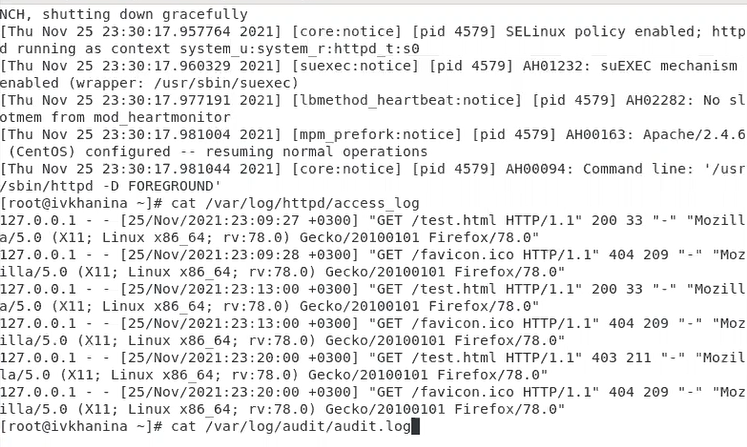 NCH, shutting down gracefully
[Thu Nov 25 23:30:17.957764 2021] [core:notice] [pid 4579] SELinux policy enabled; http
d running as context system_u:system_r:httpd_t:s0
[Thu Nov 25 23:30:17.960329 2021] [suexec:notice] [pid 4579] AH01232: suEXEC mechanism 
enabled (wrapper: /usr/sbin/suexec)
[Thu Nov 25 23:30:17.977191 2021] [lbmethod_heartbeat:notice] [pid 4579] AH02282: No sl
otmem from mod_heartmonitor
[Thu Nov 25 23:30:17.981004 2021] [mpm_prefork:notice] [pid 4579] AH00163: Apache/2.4.6
 (CentOS) configured -- resuming normal operations
[Thu Nov 25 23:30:17.981044 2021] [core:notice] [pid 4579] AH00094: Command line: '/usr
/sbin/httpd -D FOREGROUND'
[root@ivkhanina ~]# cat /var/log/httpd/access_log
127.0.0.1 - - [25/Nov/2021:23:09:27 +0300] "GET /test.html HTTP/1.1" 200 33 "-" "Mozill
a/5.0 (X11; Linux x86_64; rv:78.0) Gecko/20100101 Firefox/78.0"
127.0.0.1 - - [25/Nov/2021:23:09:28 +0300] "GET /favicon.ico HTTP/1.1" 404 209 "-" "Moz
illa/5.0 (X11; Linux x86_64; rv:78.0) Gecko/20100101 Firefox/78.0"
127.0.0.1 - - [25/Nov/2021:23:13:00 +0300] "GET /test.html HTTP/1.1" 200 33 "-" "Mozill
a/5.0 (X11; Linux x86_64; rv:78.0) Gecko/20100101 Firefox/78.0"
127.0.0.1 - - [25/Nov/2021:23:13:00 +0300] "GET /favicon.ico HTTP/1.1" 404 209 "-" "Moz
illa/5.0 (X11; Linux x86_64; rv:78.0) Gecko/20100101 Firefox/78.0"
127.0.0.1 - - [25/Nov/2021:23:20:00 +0300] "GET /test.html HTTP/1.1" 403 211 "-" "Mozil
la/5.0 (X11; Linux x86_64; rv:78.0) Gecko/20100101 Firefox/78.0"
127.0.0.1 - - [25/Nov/2021:23:20:00 +0300] "GET /favicon.ico HTTP/1.1" 404 209 "-" "Moz
illa/5.0 (X11; Linux x86_64; rv:78.0) Gecko/20100101 Firefox/78.0"
[root@ivkhanina ~]# cat /var/log/audit/audit.log